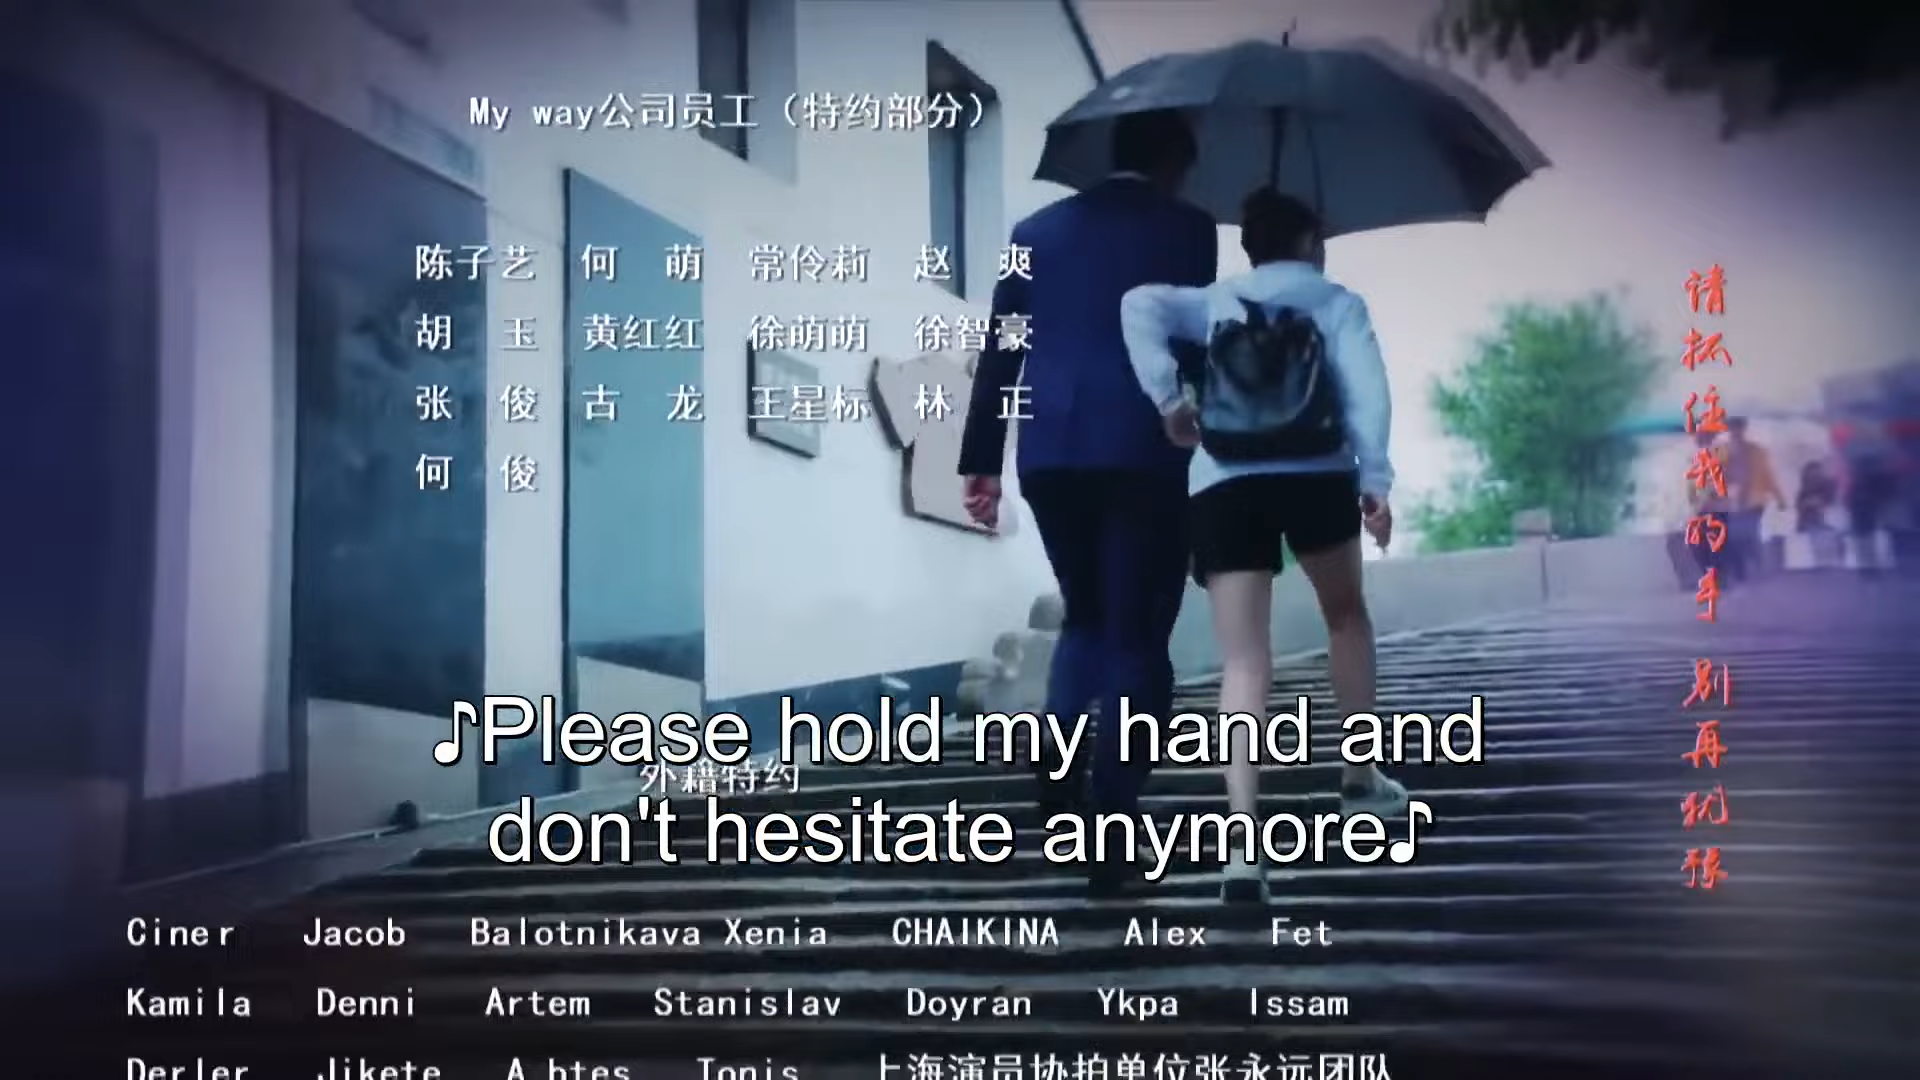 My way公司员工（特约部分）
陈子艺 何 萌 常伶莉 赵 爽
胡 玉 黄红红 徐萌萌 徐智豪
张 俊 古 龙 王星标 林 正
何 俊
请抓住我的手 别再犹豫
♪Please hold my hand and
外籍特约
don't hesitate anymore♪
Ciner Jacob Balotnikava Xenia CHAIKINA Alex Fet
Kamila Denni Artem Stanislav Doyran Ykpa Issam
Derler Jikete A btes Tonis 上海演员协拍单位张永远团队